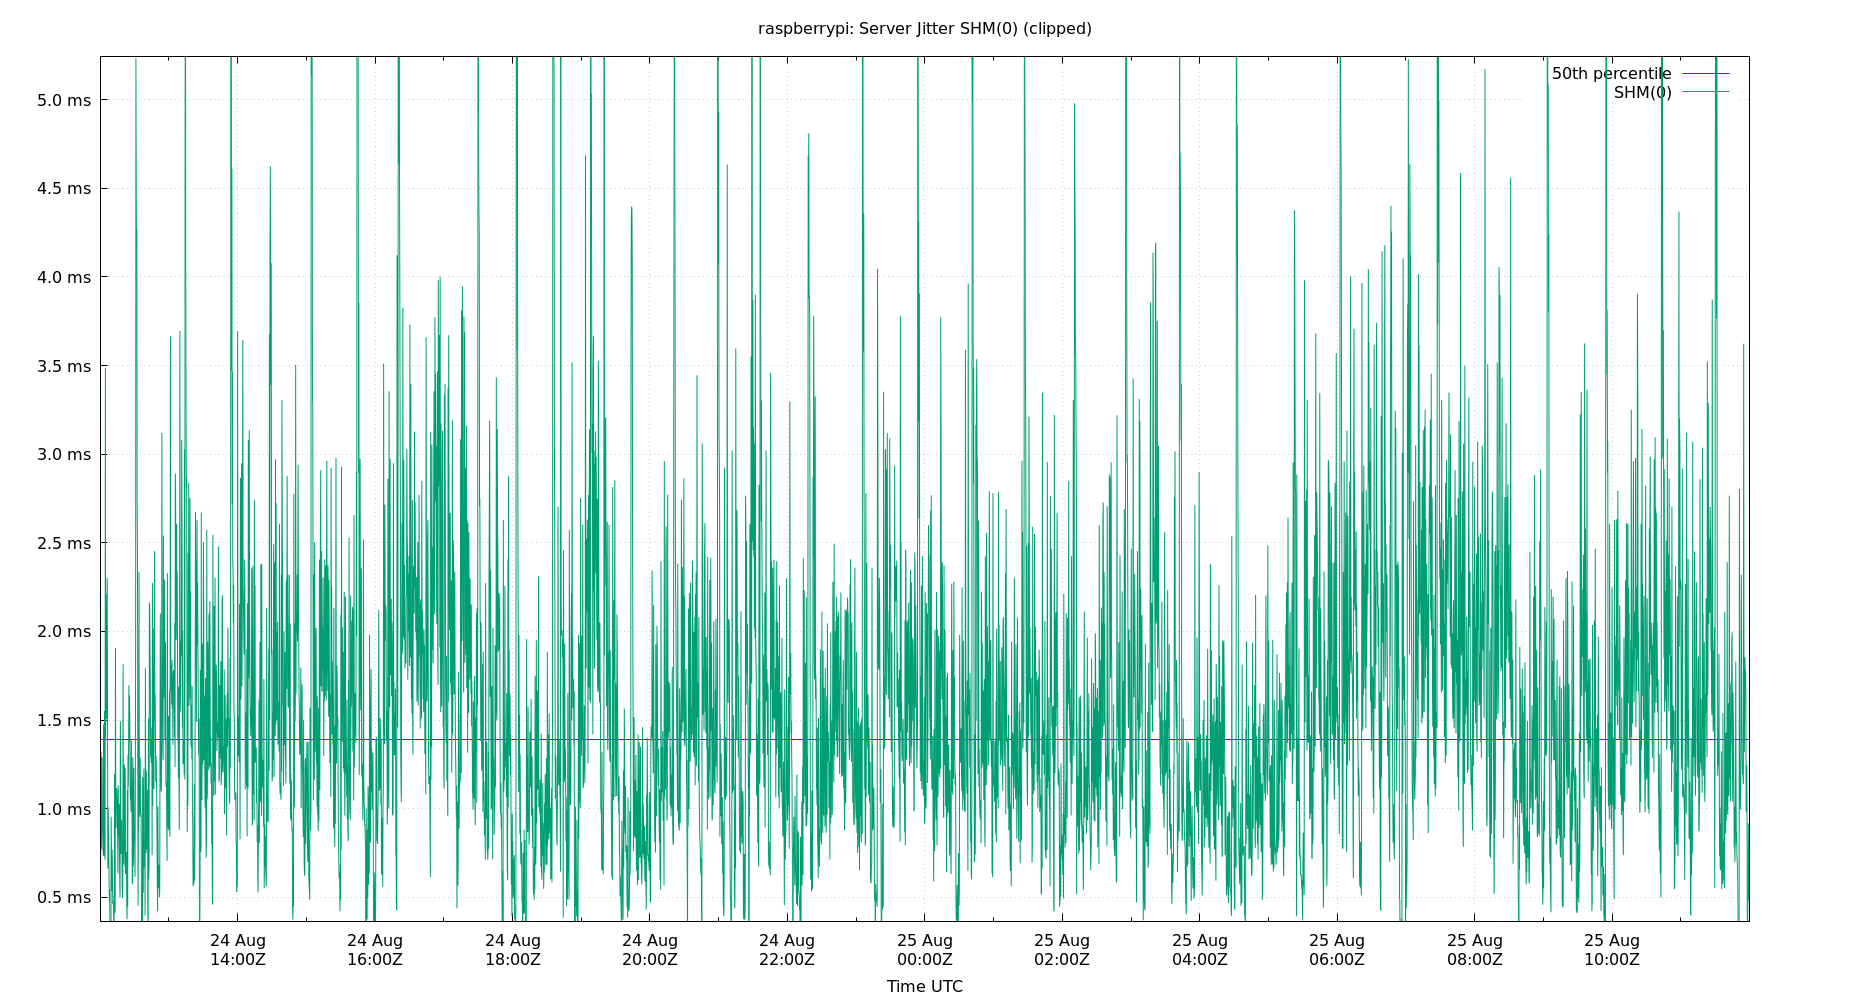 raspberrypi: Server Jitter SHM(0) (clipped)
50th percentile
SHM(0)
5.0 ms
4.5 ms
4.0 ms
3.5 ms
3.0 ms
2.5 ms
2.0 ms
1.5 ms
1.0 ms
0.5 ms
24 Aug 24 Aug 24 Aug 24 Aug 24 Aug 25 Aug 25 Aug 25 Aug 25 Aug 25 Aug 25 Aug
14:00Z 16:00Z 18:00Z 20:00Z 22:00Z 00:00Z 02:00Z 04:00Z 06:00Z 08:00Z 10:00Z
Time UTC